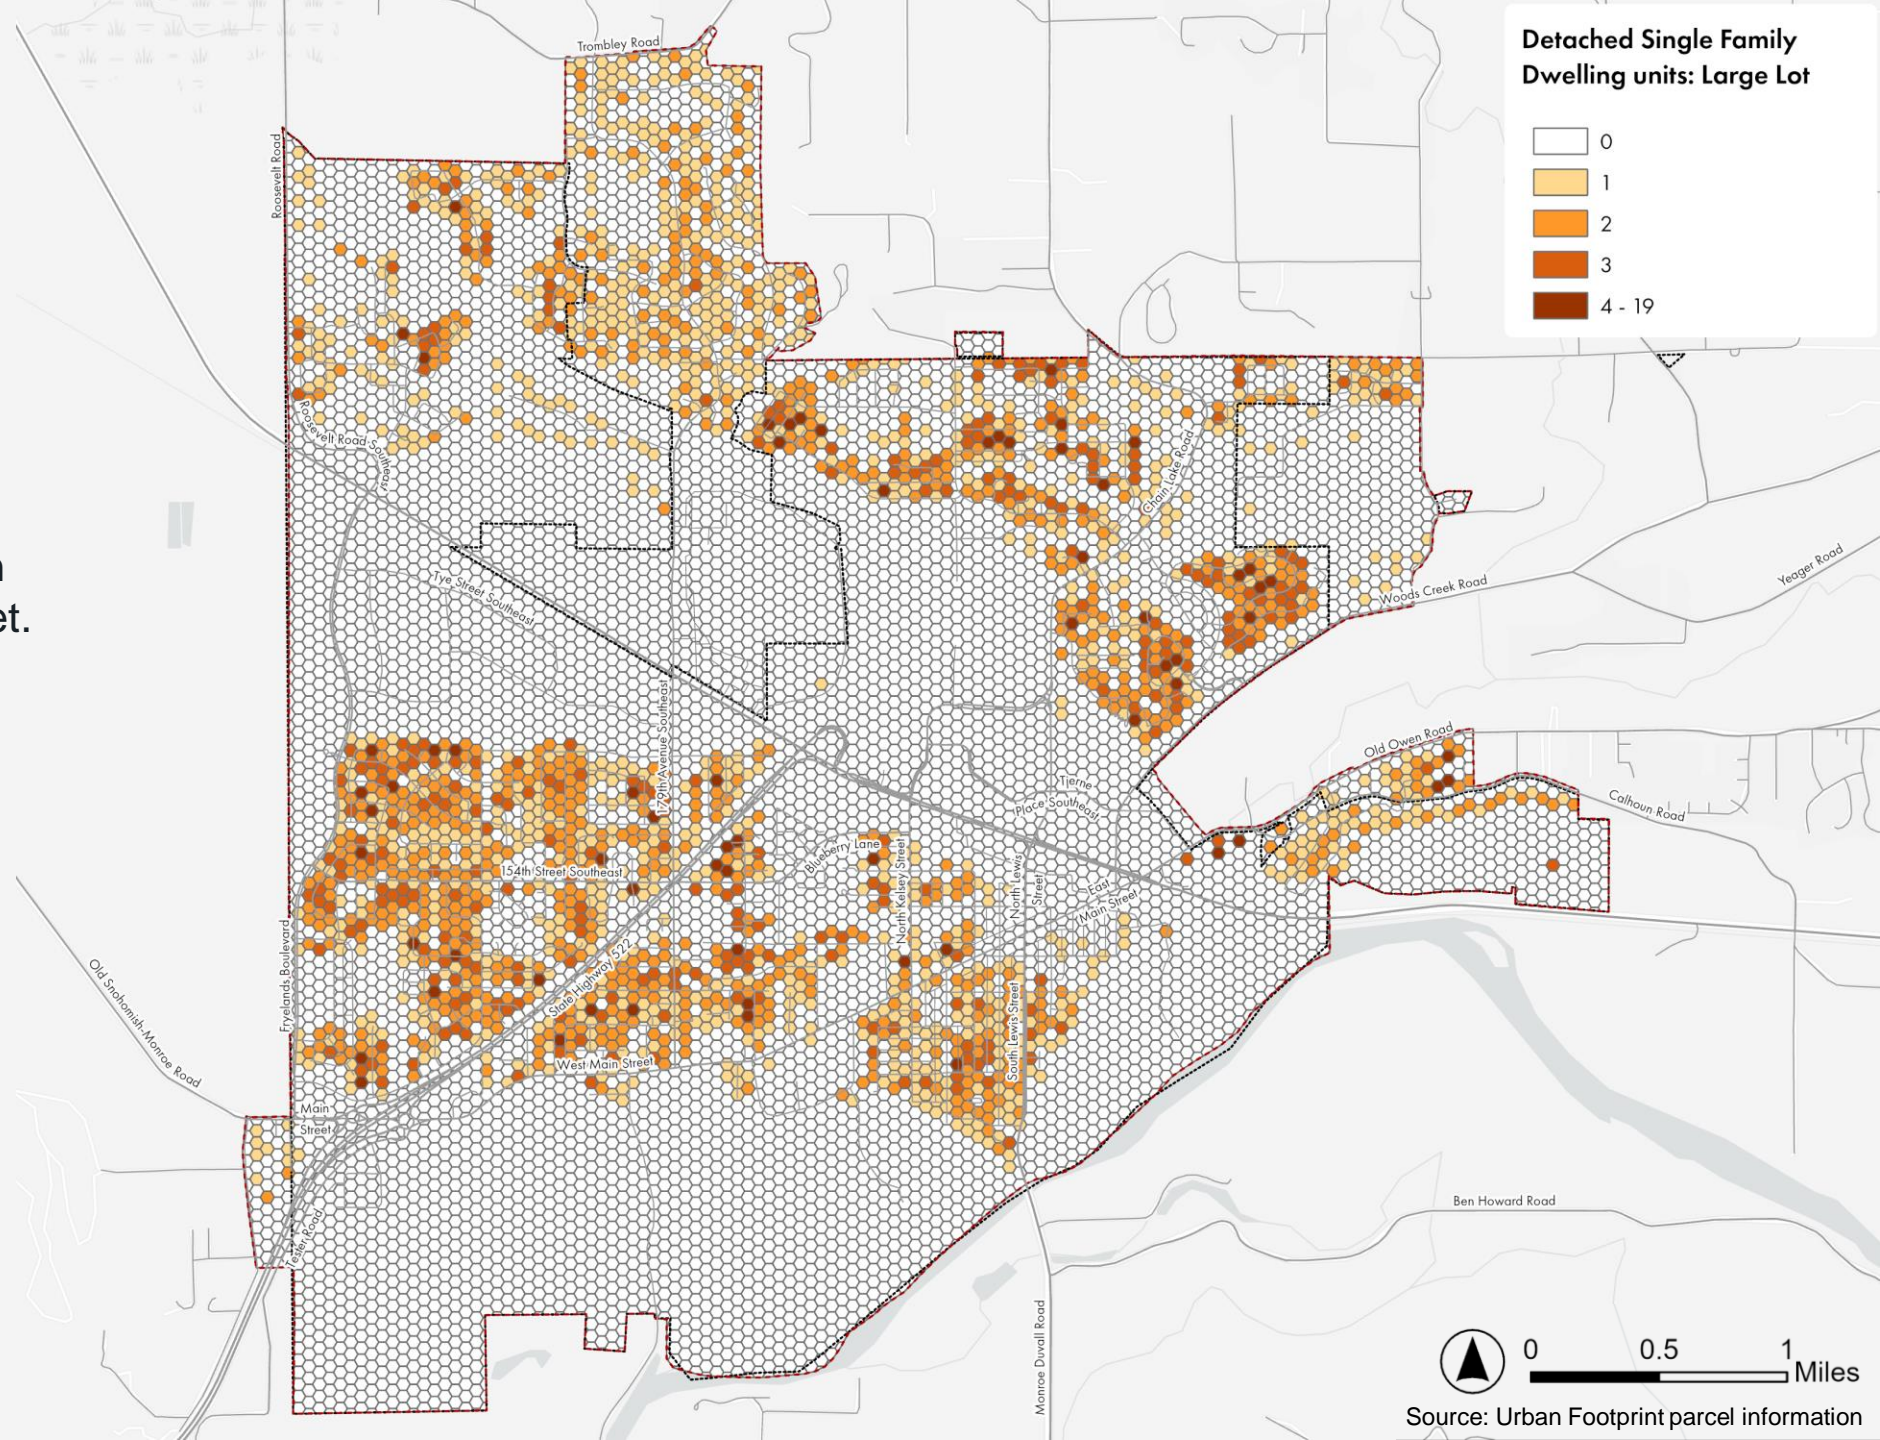 Detached Single Family
Dwelling units: Large Lot
0
1
2
3
4 - 19
Trombley Road
Roosevelt Road
Roosevelt Road Southeast
Chain Lake Road
Yeager Road
Woods Creek Road
et.
Tye Street Southeast
179th Avenue Southeast
Old Owen Road
Tjerne
Place Southeast
Calhoun Road
Blueberry Lane
154th Street Southeast
North Kelsey Street
North Lewis
Street
East
Main Street
State Highway 522
Fryelands Boulevard
Old Snohomish-Monroe Road
South Lewis Street
West Main Street
Main
Street
Tester Road
Ben Howard Road
Monroe Duvall Road
0 0.5 1
Miles
Source: Urban Footprint parcel information